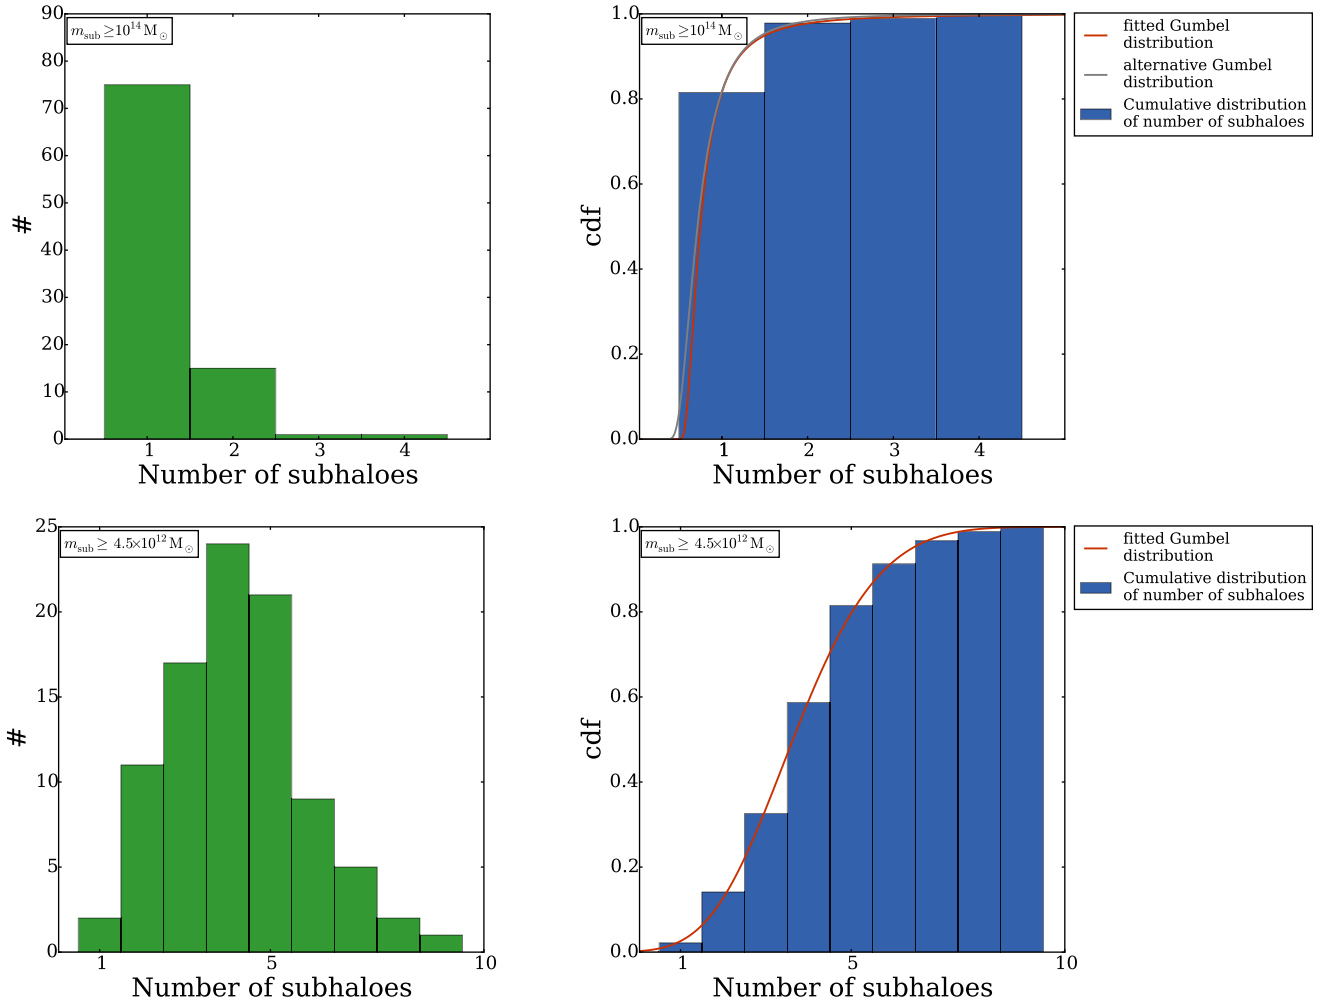 90
80
70
60
50
40
30
20
10
0
#
m_sub ≥10^14 M_⊙
1 2 3 4
Number of subhaloes
1.0
0.8
0.6
0.4
0.2
0.0
cdf
m_sub ≥10^14 M_⊙
1 2 3 4
Number of subhaloes
fitted Gumbel
distribution
alternative Gumbel
distribution
Cumulative distribution
of number of subhaloes
25
20
15
10
5
0
#
m_sub ≥ 4.5×10^12 M_⊙
1 5 10
Number of subhaloes
1.0
0.8
0.6
0.4
0.2
0.0
cdf
m_sub ≥ 4.5×10^12 M_⊙
1 5 10
Number of subhaloes
fitted Gumbel
distribution
Cumulative distribution
of number of subhaloes